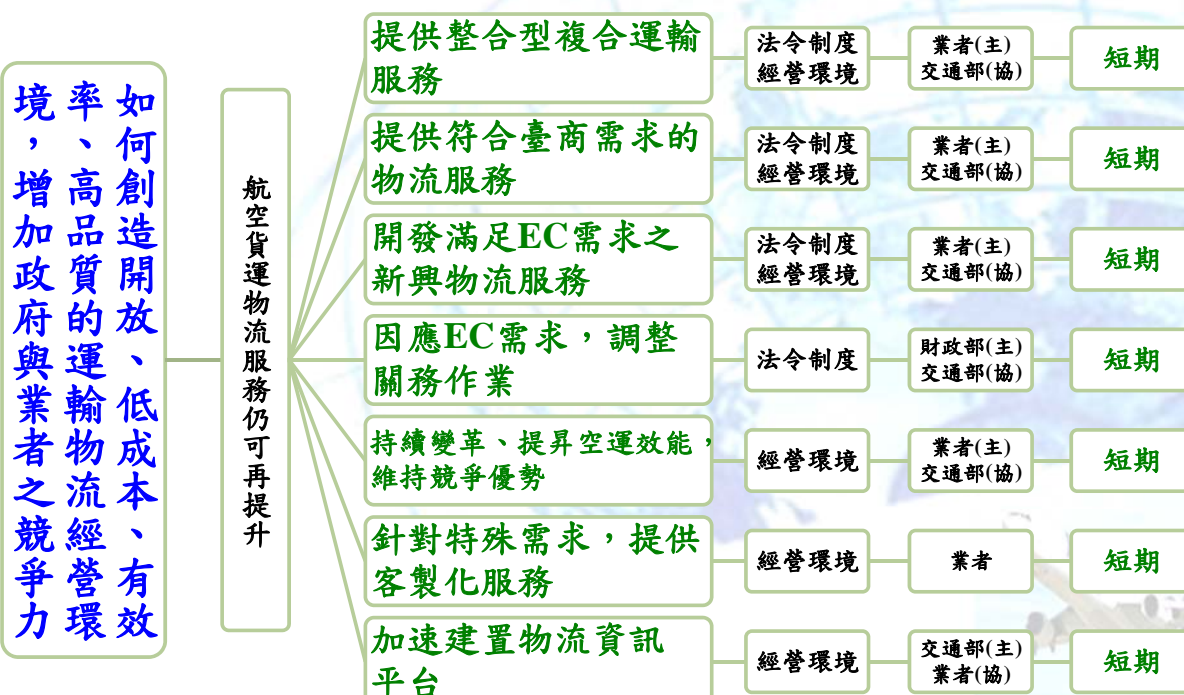 如何創造開放、低成本、有效
率、高品質的運輸物流經營環
境，增加政府與業者之競爭力
航空貨運物流服務仍可再提升
提供整合型複合運輸
服務
法令制度
經營環境
業者(主)
交通部(協)
短期
提供符合臺商需求的
物流服務
法令制度
經營環境
業者(主)
交通部(協)
短期
開發滿足EC需求之
新興物流服務
法令制度
經營環境
業者(主)
交通部(協)
短期
因應EC需求，調整
關務作業
法令制度
財政部(主)
交通部(協)
短期
持續變革、提昇空運效能，
維持競爭優勢
經營環境
業者(主)
交通部(協)
短期
針對特殊需求，提供
客製化服務
經營環境
業者
短期
加速建置物流資訊
平台
經營環境
交通部(主)
業者(協)
短期